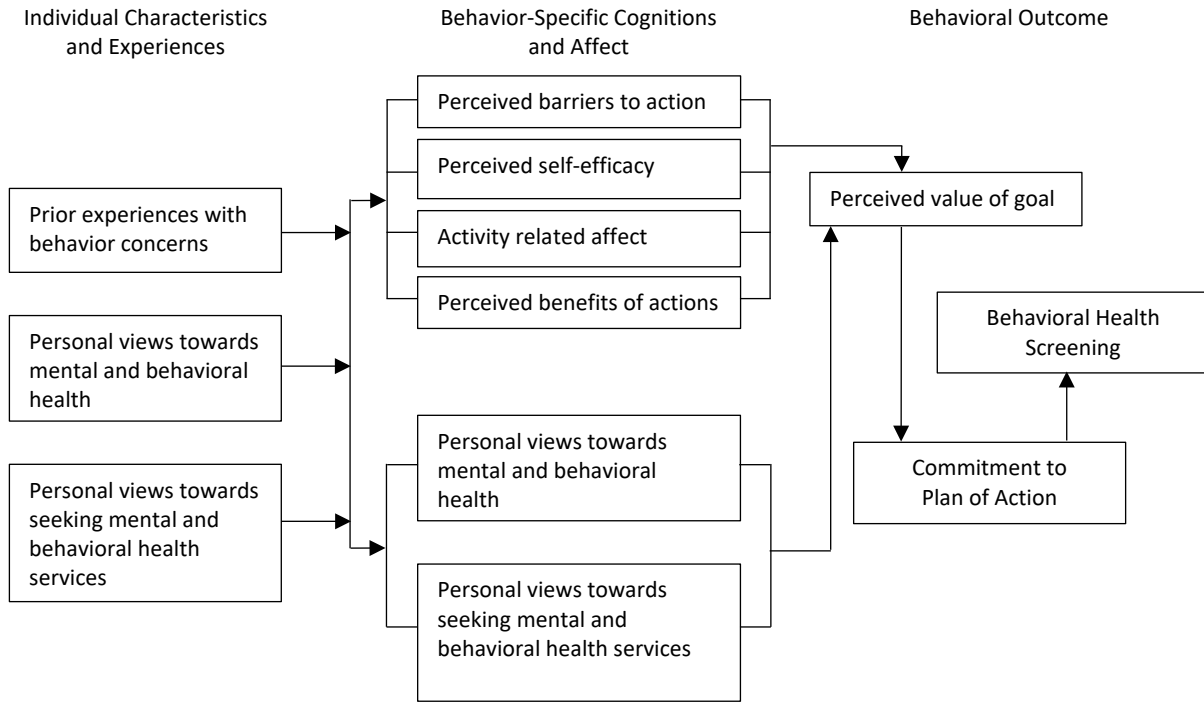 Individual Characteristics
and Experiences
Behavior-Specific Cognitions
and Affect
Behavioral Outcome
Prior experiences with
behavior concerns
Personal views towards
mental and behavioral
health
Personal views towards
seeking mental and
behavioral health
services
Perceived barriers to action
Perceived self-efficacy
Activity related affect
Perceived benefits of actions
Personal views towards
mental and behavioral
health
Personal views towards
seeking mental and
behavioral health services
Perceived value of goal
Behavioral Health
Screening
Commitment to
Plan of Action